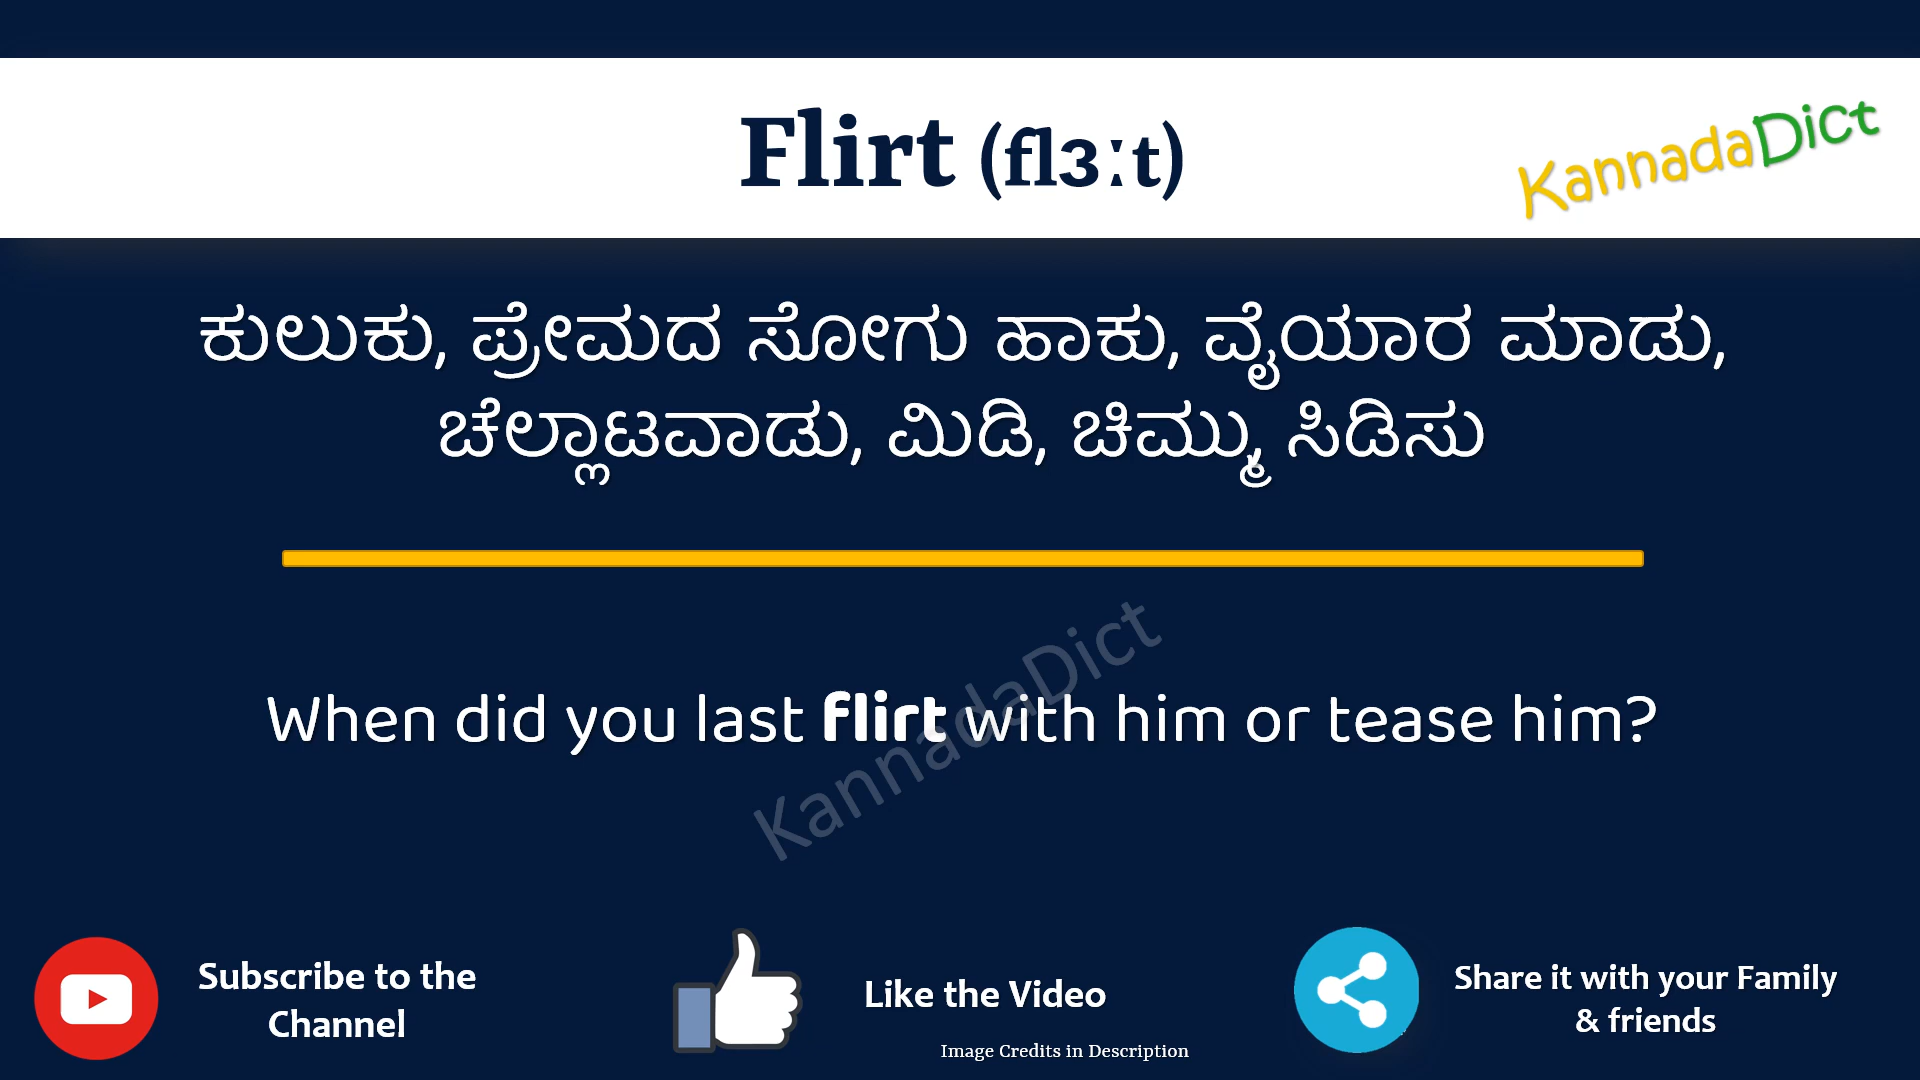 Flirt (flɜːt)
KannadaDict
ಕುಲುಕು, ಪ್ರೇಮದ ಸೋಗು ಹಾಕು, ವೈಯಾರ ಮಾಡು,
ಚೆಲ್ಲಾಟವಾಡು, ಮಿಡಿ, ಚಿಮ್ಮು, ಸಿಡಿಸು
When did you last flirt with him or tease him?
KannadaDict
Subscribe to the
Channel
Like the Video
Share it with your Family
& friends
Image Credits in Description